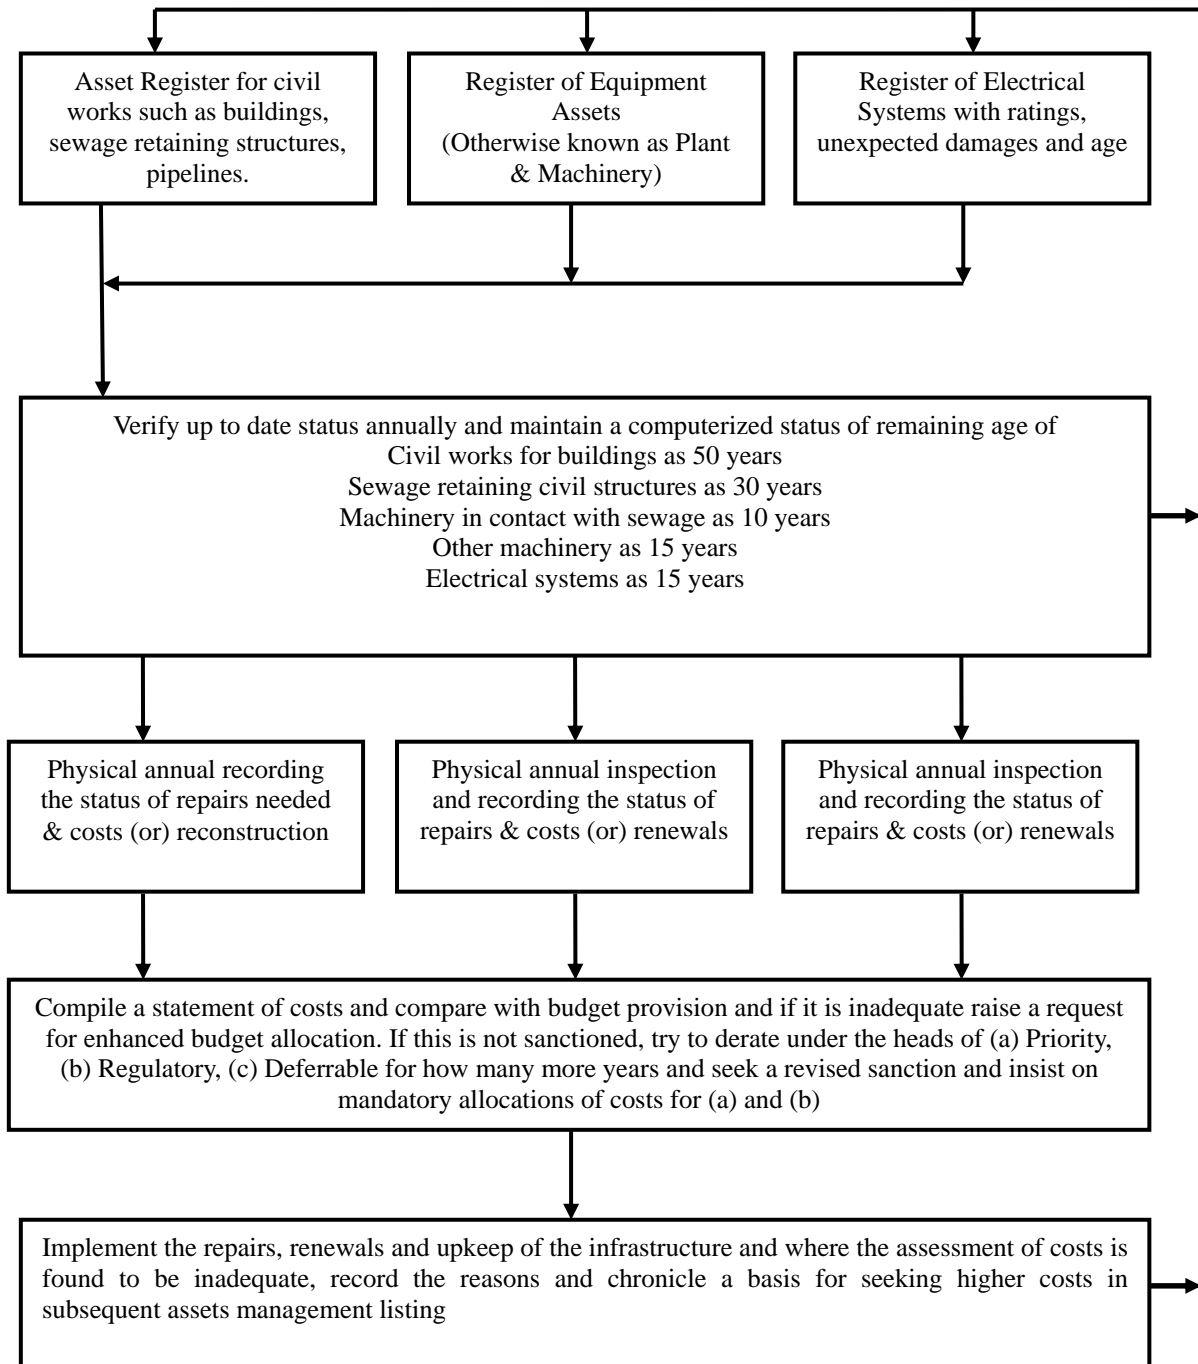 Asset Register for civil
works such as buildings,
sewage retaining structures,
pipelines.
Register of Equipment
Assets
(Otherwise known as Plant
& Machinery)
Register of Electrical
Systems with ratings,
unexpected damages and age
Verify up to date status annually and maintain a computerized status of remaining age of
Civil works for buildings as 50 years
Sewage retaining civil structures as 30 years
Machinery in contact with sewage as 10 years
Other machinery as 15 years
Electrical systems as 15 years
Physical annual recording
the status of repairs needed
& costs (or) reconstruction
Physical annual inspection
and recording the status of
repairs & costs (or) renewals
Physical annual inspection
and recording the status of
repairs & costs (or) renewals
Compile a statement of costs and compare with budget provision and if it is inadequate raise a request
for enhanced budget allocation. If this is not sanctioned, try to derate under the heads of (a) Priority,
(b) Regulatory, (c) Deferrable for how many more years and seek a revised sanction and insist on
mandatory allocations of costs for (a) and (b)
Implement the repairs, renewals and upkeep of the infrastructure and where the assessment of costs is
found to be inadequate, record the reasons and chronicle a basis for seeking higher costs in
subsequent assets management listing